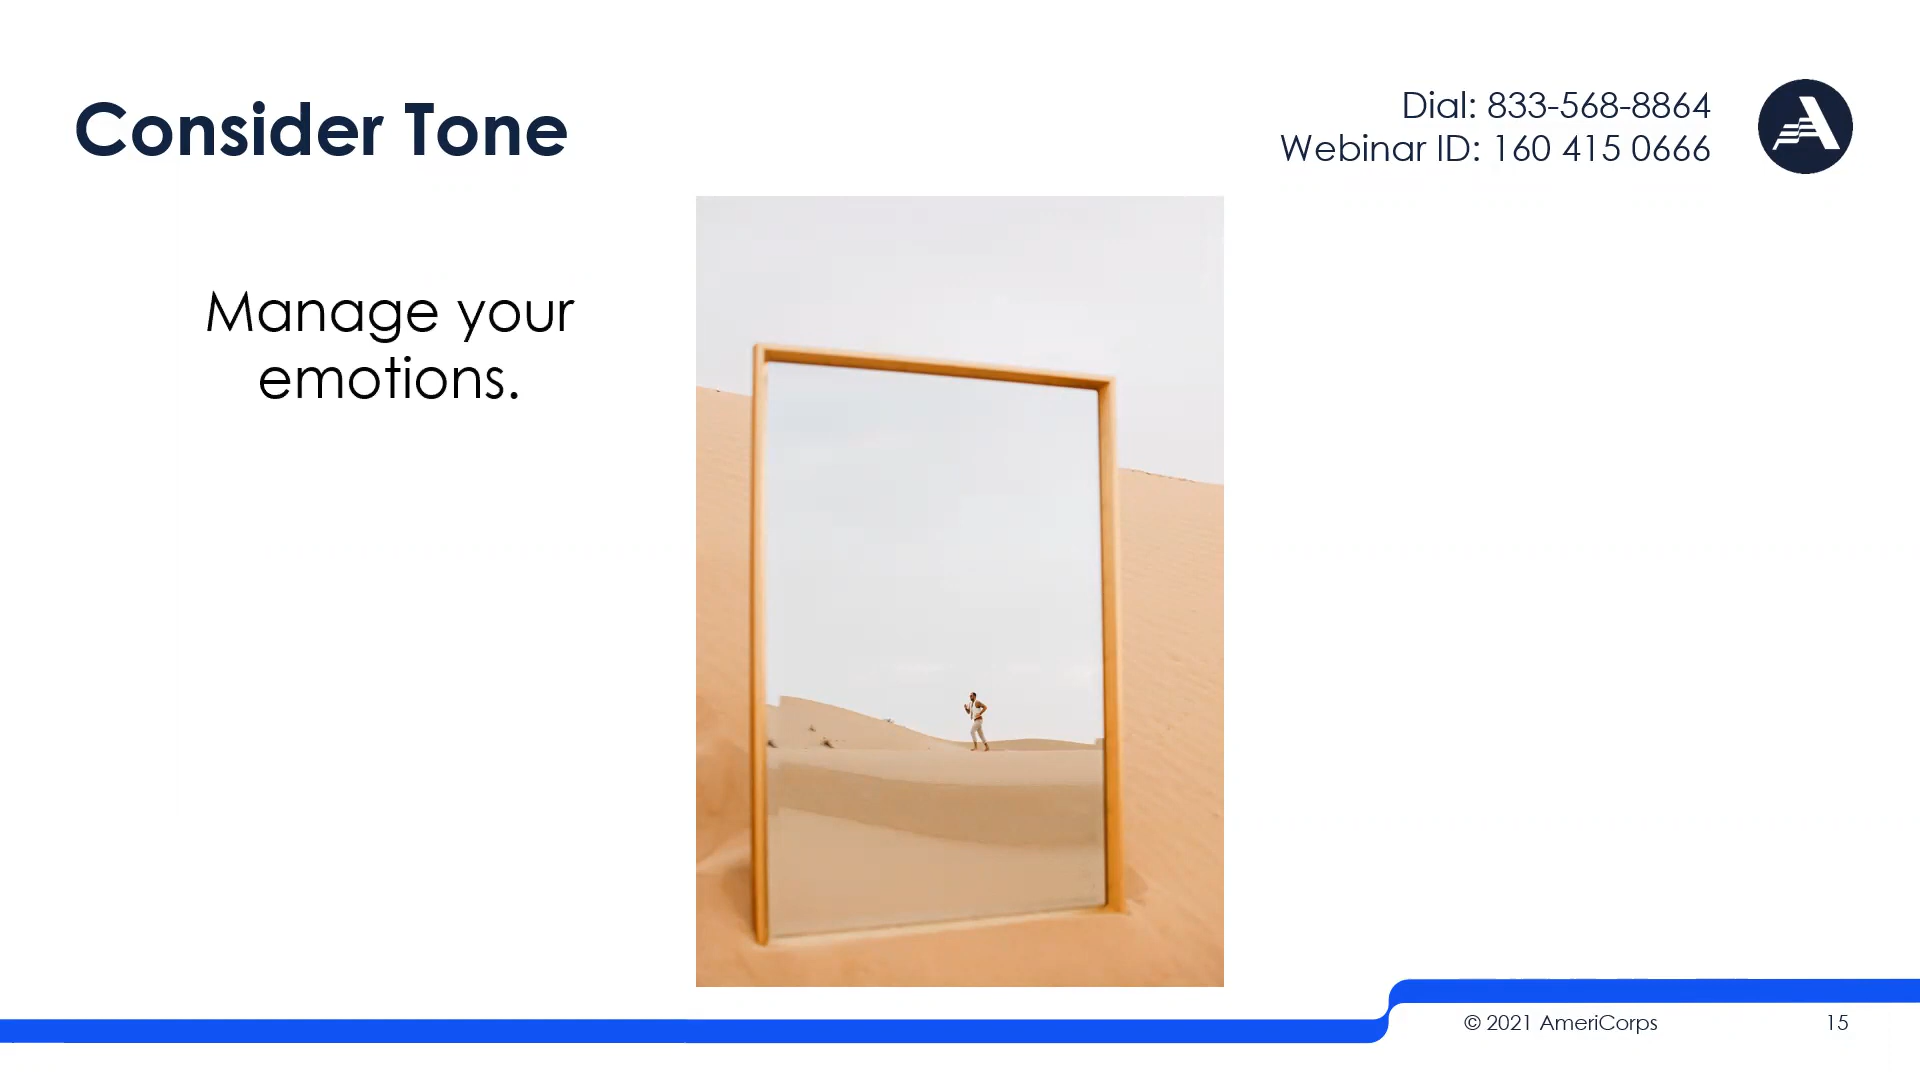 Consider Tone
Dial: 833-568-8864
Webinar ID: 160 415 0666
Manage your
emotions.
© 2021 AmeriCorps
15